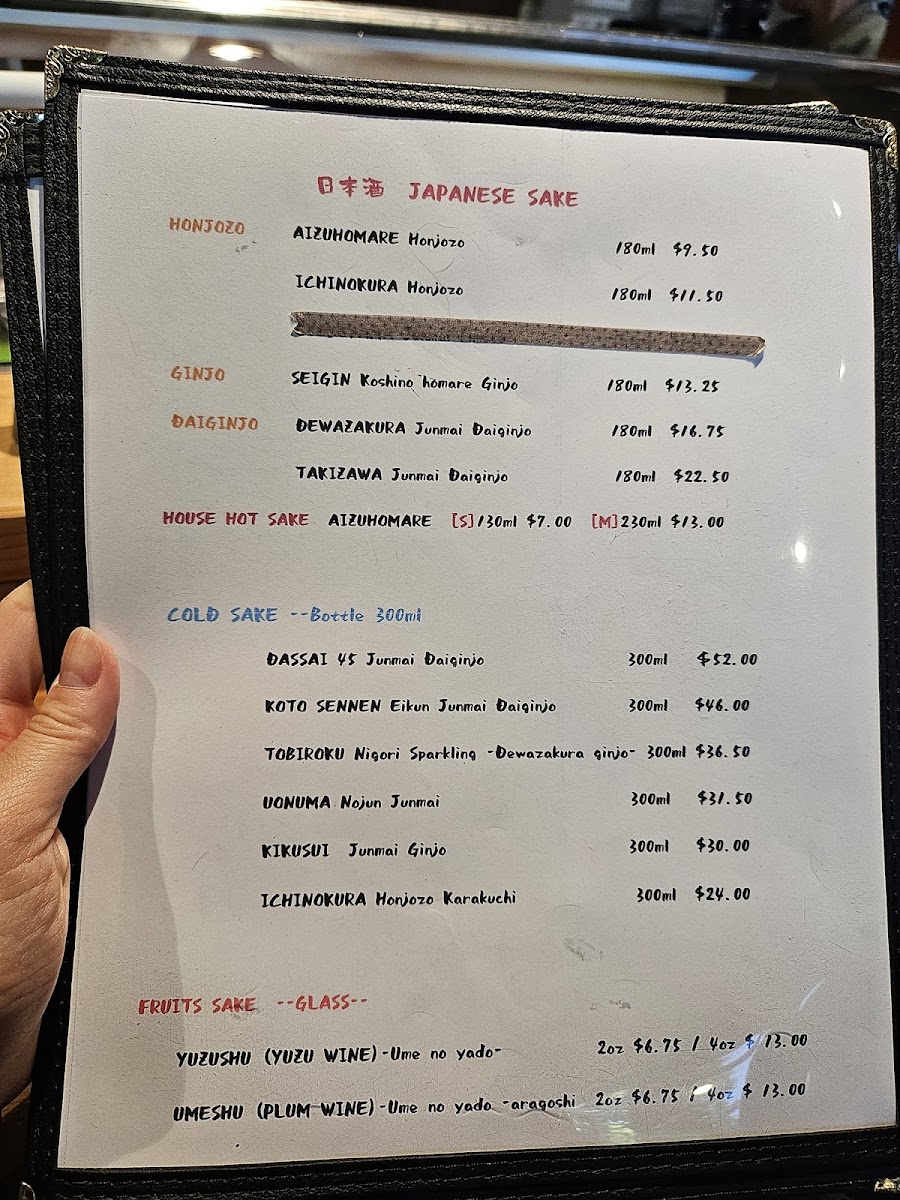 日本酒 JAPANESE SAKE
HONJOZO AIZUHOMARE Honjozo 180ml $9.50
ICHINOKURA Honjozo 180ml $11.50
GINJO SEIGIN Koshino homare Ginjo 180ml $13.25
DAIGINJO DEWAZAKURA Junmai Daiginjo 180ml $16.75
TAKIZAWA Junmai Daiginjo 180ml $22.50
HOUSE HOT SAKE AIZUHOMARE [S]130ml $7.00 [M]230ml $13.00
COLD SAKE --Bottle 300ml
DASSAI 45 Junmai Daiginjo 300ml $52.00
KOTO SENNEN Eikun Junmai Daiginjo 300ml $46.00
TOBIROKU Nigori Sparkling -Dewazakura ginjo- 300ml $36.50
UONUMA Nojun Junmai 300ml $31.50
KIKUSUI Junmai Ginjo 300ml $30.00
ICHINOKURA Honjozo Karakuchi 300ml $24.00
FRUITS SAKE --GLASS--
YUZUSHU (YUZU WINE) -Ume no yado- 2oz $6.75 / 4oz $ 13.00
UMESHU (PLUM WINE) -Ume no yado -aragoshi 2oz $6.75 / 4oz $ 13.00